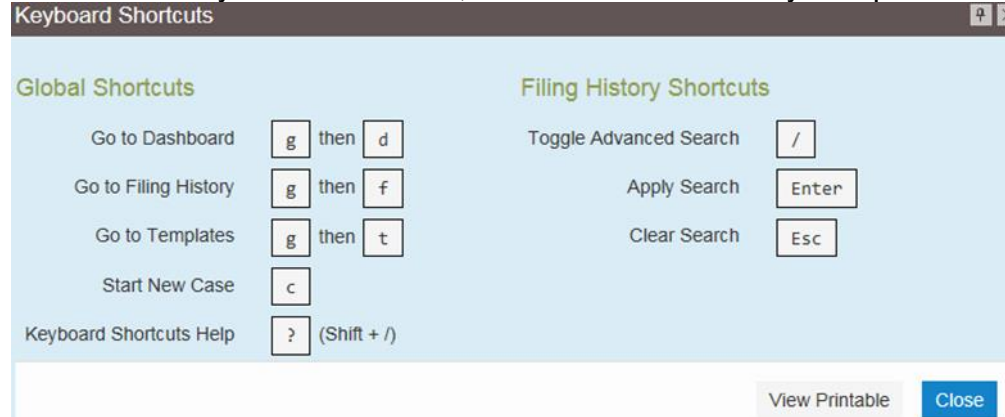 Keyboard Shortcuts
Global Shortcuts
Go to Dashboard g then d
Go to Filing History g then f
Go to Templates g then t
Start New Case c
Keyboard Shortcuts Help ? (Shift + /)
Filing History Shortcuts
Toggle Advanced Search /
Apply Search Enter
Clear Search Esc
View Printable Close